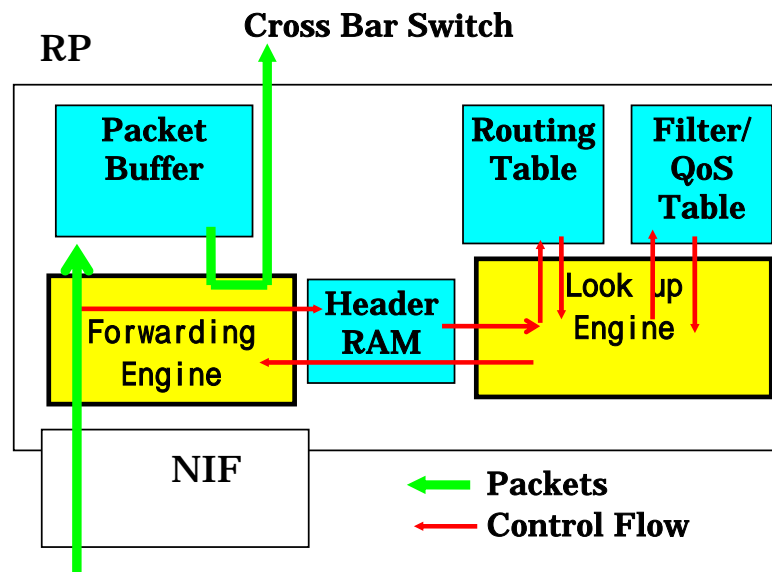 Cross Bar Switch
RP
Packet
Buffer
Routing
Table
Filter/
QoS
Table
Forwarding
Engine
Header
RAM
Look up
Engine
NIF
Packets
Control Flow